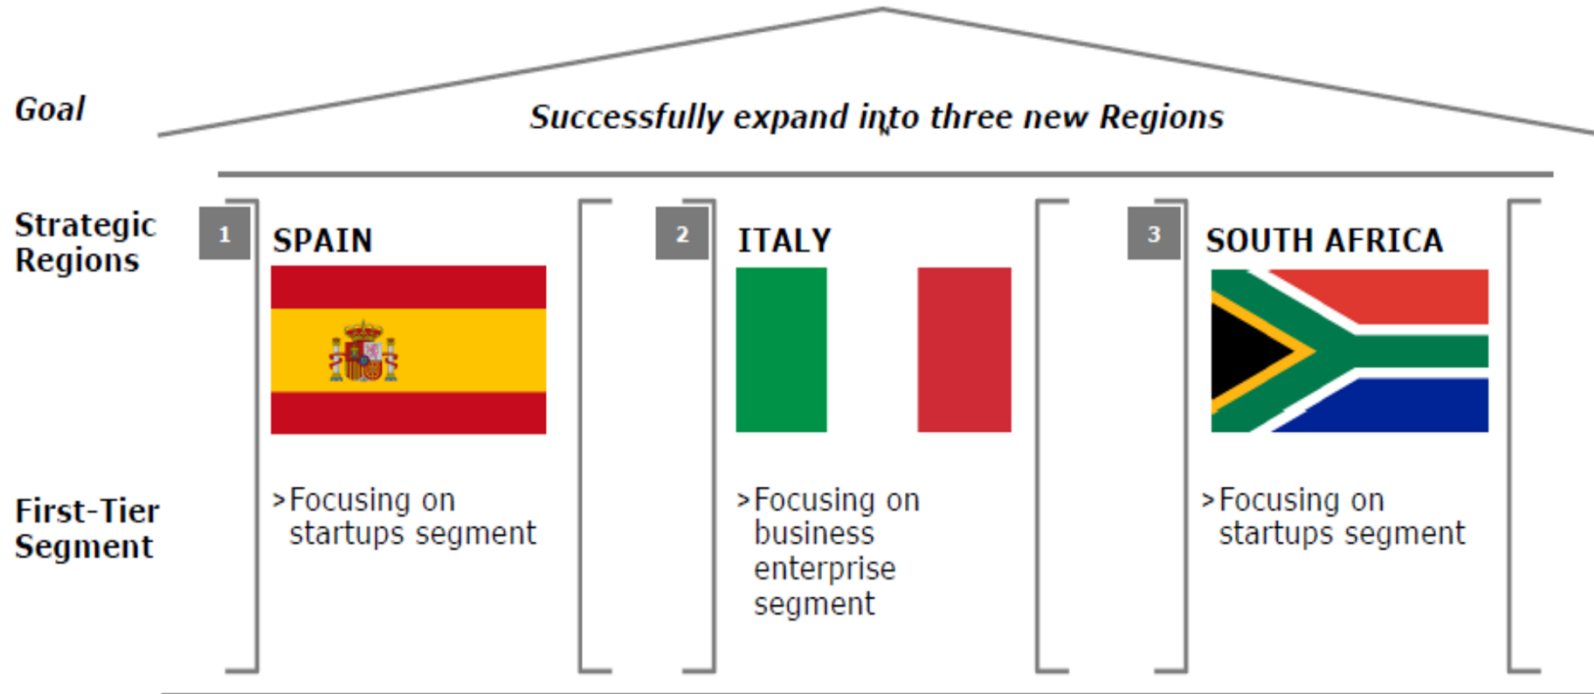 Goal
Successfully expand into three new Regions
Strategic
Regions
1
SPAIN
2
ITALY
3
SOUTH AFRICA
First-Tier
Segment
>Focusing on
startups segment
>Focusing on
business
enterprise
segment
>Focusing on
startups segment